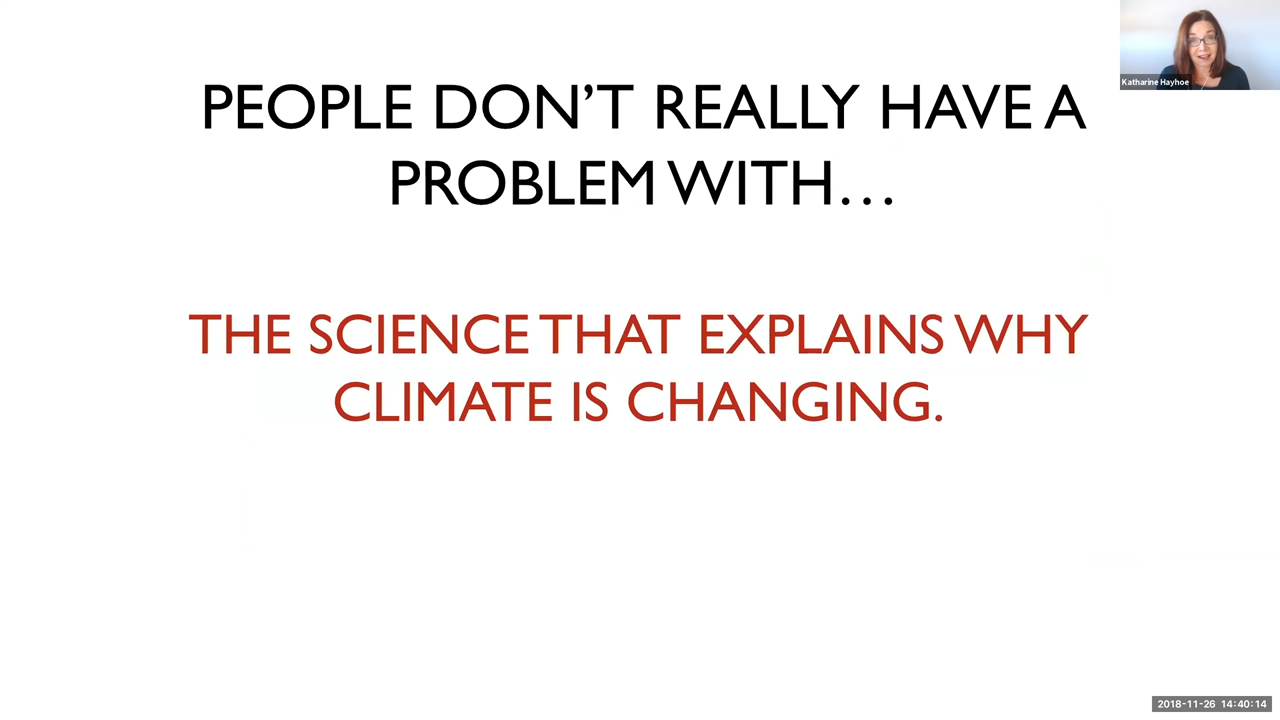 Katharine Hayhoe
PEOPLE DON’T REALLY HAVE A
PROBLEM WITH…
THE SCIENCE THAT EXPLAINS WHY
CLIMATE IS CHANGING.
2018-11-26 14:40:14